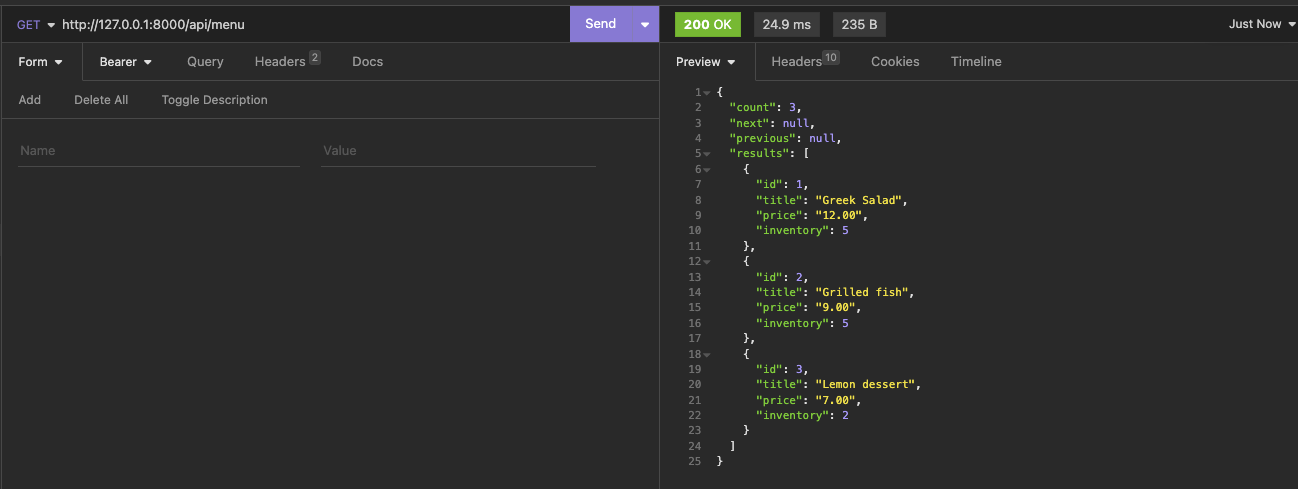 GET http://127.0.0.1:8000/api/menu Send
200 OK 24.9 ms 235 B Just Now
Form Bearer Query Headers 2 Docs
Preview Headers 10 Cookies Timeline
Add Delete All Toggle Description
Name Value
1 {
2 "count": 3,
3 "next": null,
4 "previous": null,
5 "results": [
6 {
7 "id": 1,
8 "title": "Greek Salad",
9 "price": "12.00",
10 "inventory": 5
11 },
12 {
13 "id": 2,
14 "title": "Grilled fish",
15 "price": "9.00",
16 "inventory": 5
17 },
18 {
19 "id": 3,
20 "title": "Lemon dessert",
21 "price": "7.00",
22 "inventory": 2
23 }
24 ]
25 }